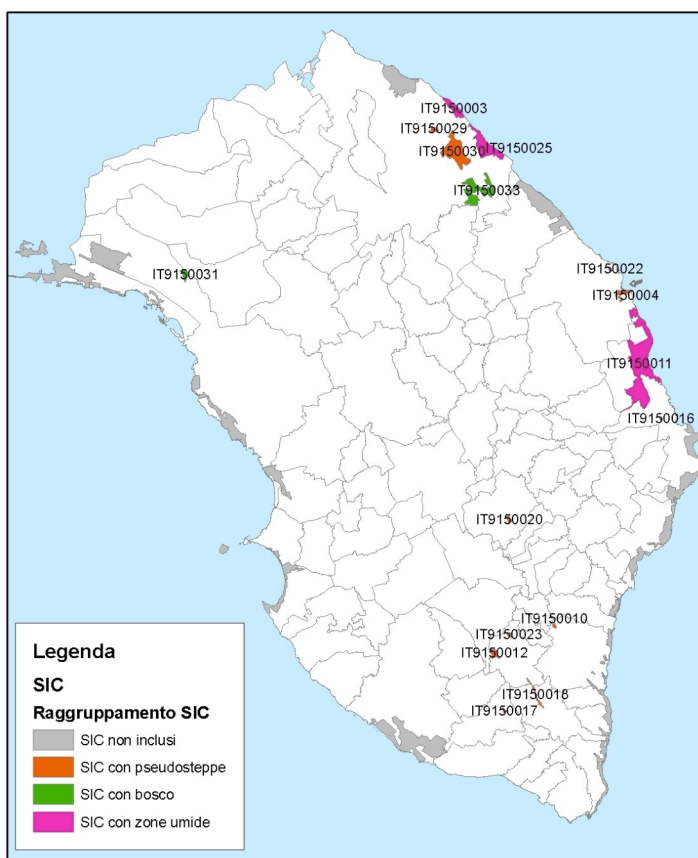 IT9150003
IT9150029
IT9150030
IT9150025
IT9150033
IT9150031
IT9150022
IT9150004
IT9150011
IT9150016
IT9150020
IT9150010
IT9150023
IT9150012
IT9150018
IT9150017
Legenda
SIC
Raggruppamento SIC
SIC non inclusi
SIC con pseudosteppe
SIC con bosco
SIC con zone umide